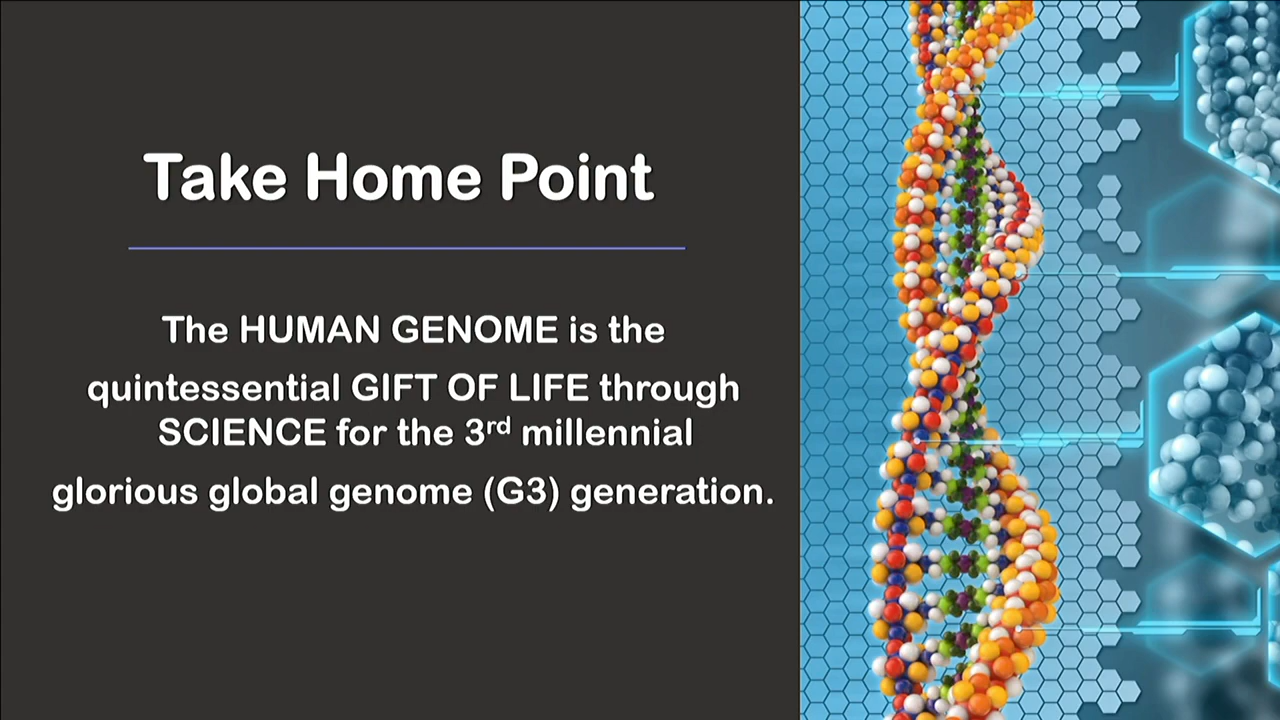 Take Home Point
The HUMAN GENOME is the
quintessential GIFT OF LIFE through
SCIENCE for the 3rd millennial
glorious global genome (G3) generation.